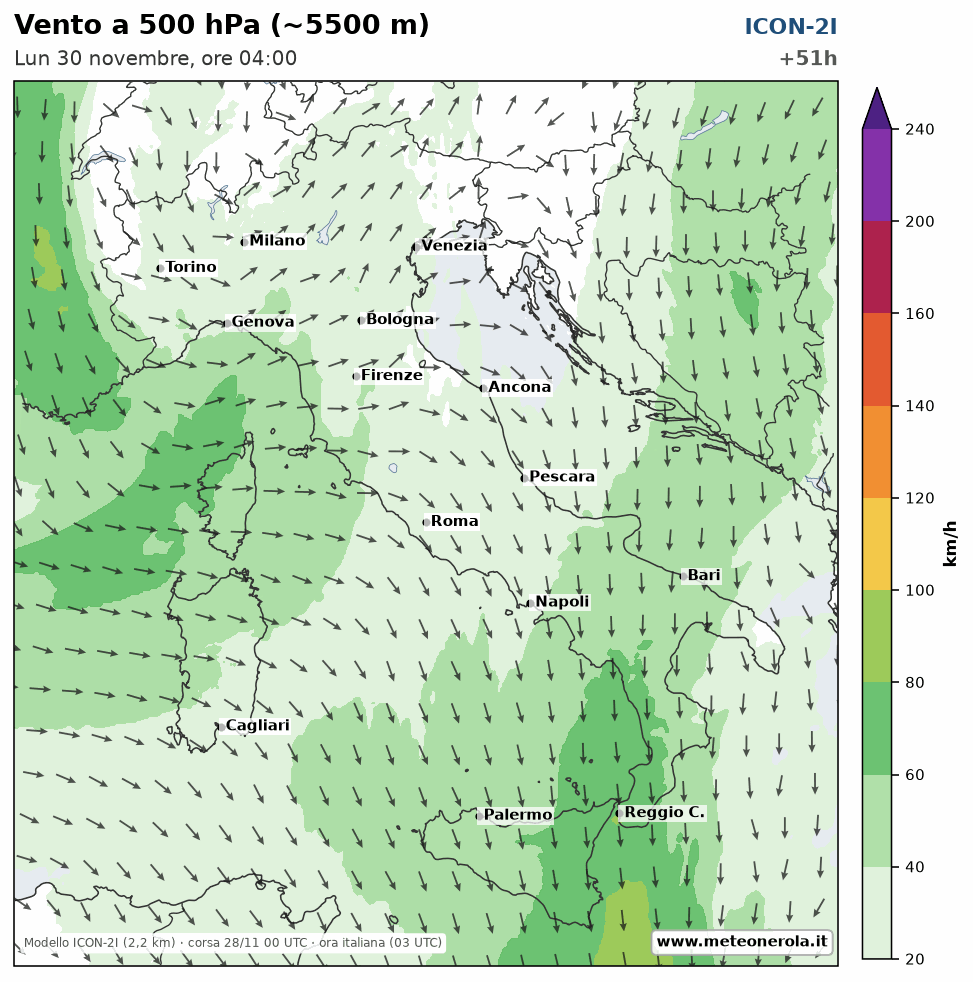 Vento a 500 hPa (~5500 m)
ICON-2I
Lun 30 novembre, ore 04:00
+51h
Milano
Venezia
Torino
Genova
Bologna
Firenze
Ancona
Pescara
Roma
Bari
Napoli
Cagliari
Palermo
Reggio C.
240
200
160
140
120
100
80
60
40
20
km/h
Modello ICON-2I (2,2 km) · corsa 28/11 00 UTC · ora italiana (03 UTC)
www.meteonerola.it